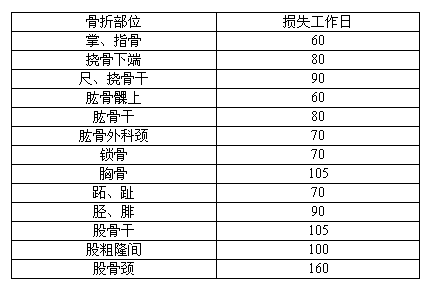 骨折部位 损失工作日
掌、指骨 60
挠骨下端 80
尺、挠骨干 90
肱骨髁上 60
肱骨干 80
肱骨外科颈 70
锁骨 70
胸骨 105
跖、趾 70
胫、腓 90
股骨干 105
股粗隆间 100
股骨颈 160